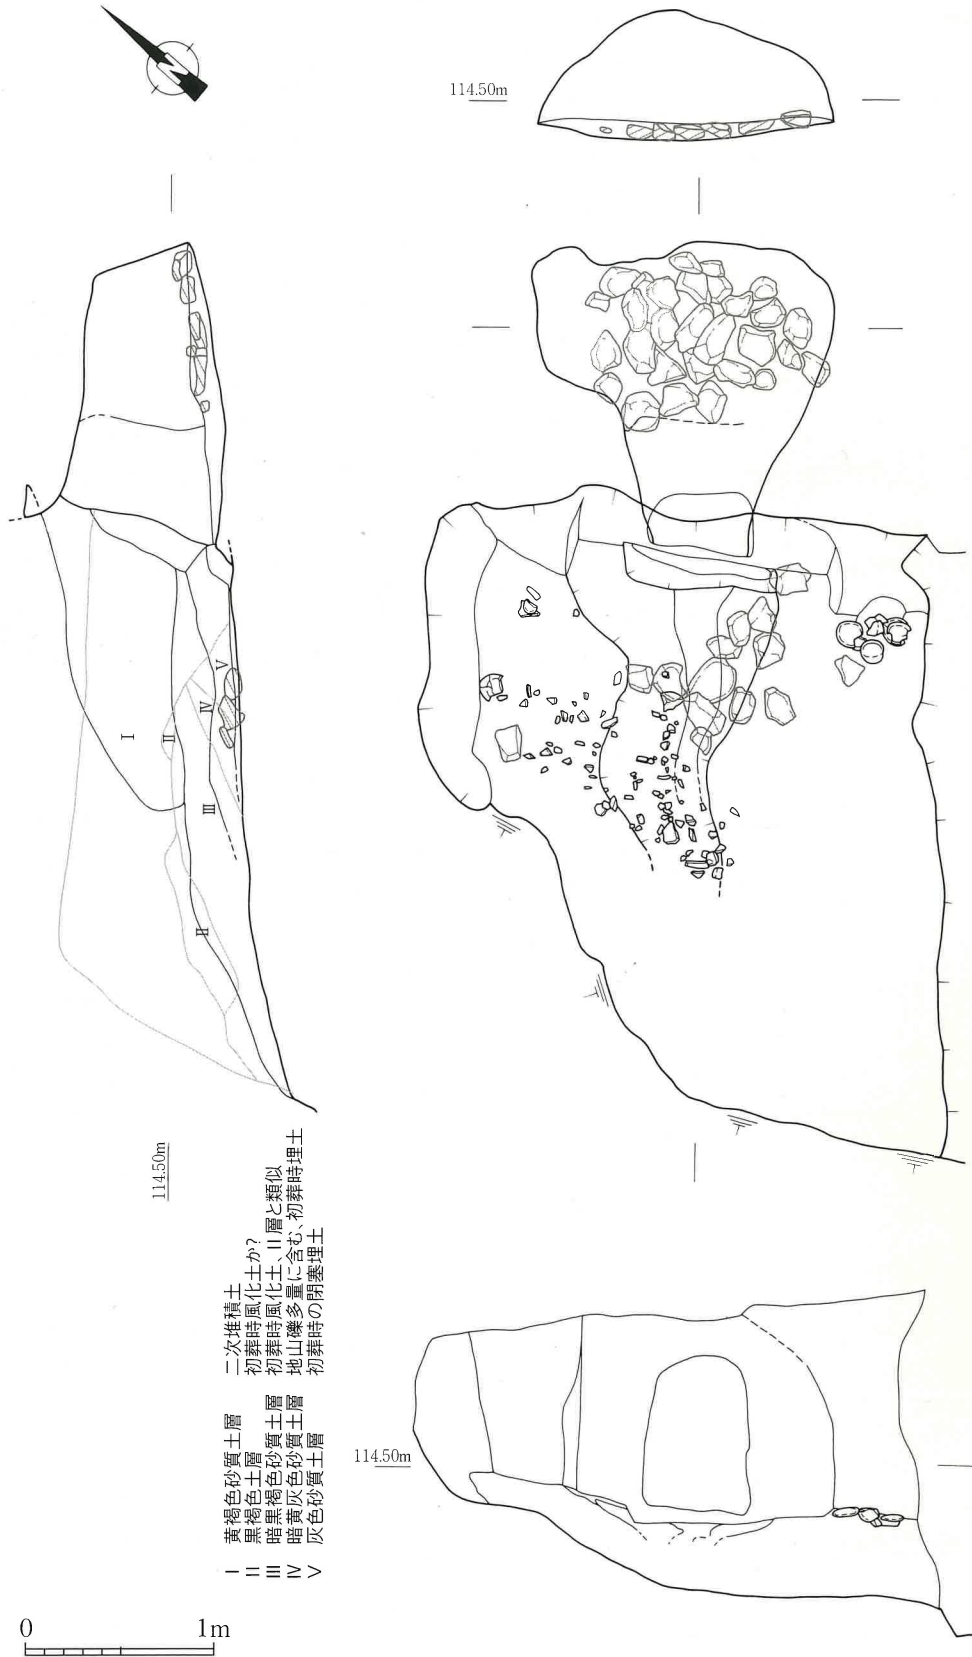 N
114.50m
I
II
III
IV
V
II
114.50m
I 黄褐色砂質土層 二次堆積土
II 黒褐色土層 初葬時風化土か?
III 暗黒褐色砂質土層 初葬時風化土、II層と類似
IV 暗黄灰色砂質土層 地山礫多量に含む、初葬時埋土
V 灰色砂質土層 初葬時の閉塞埋土
114.50m
0 1m